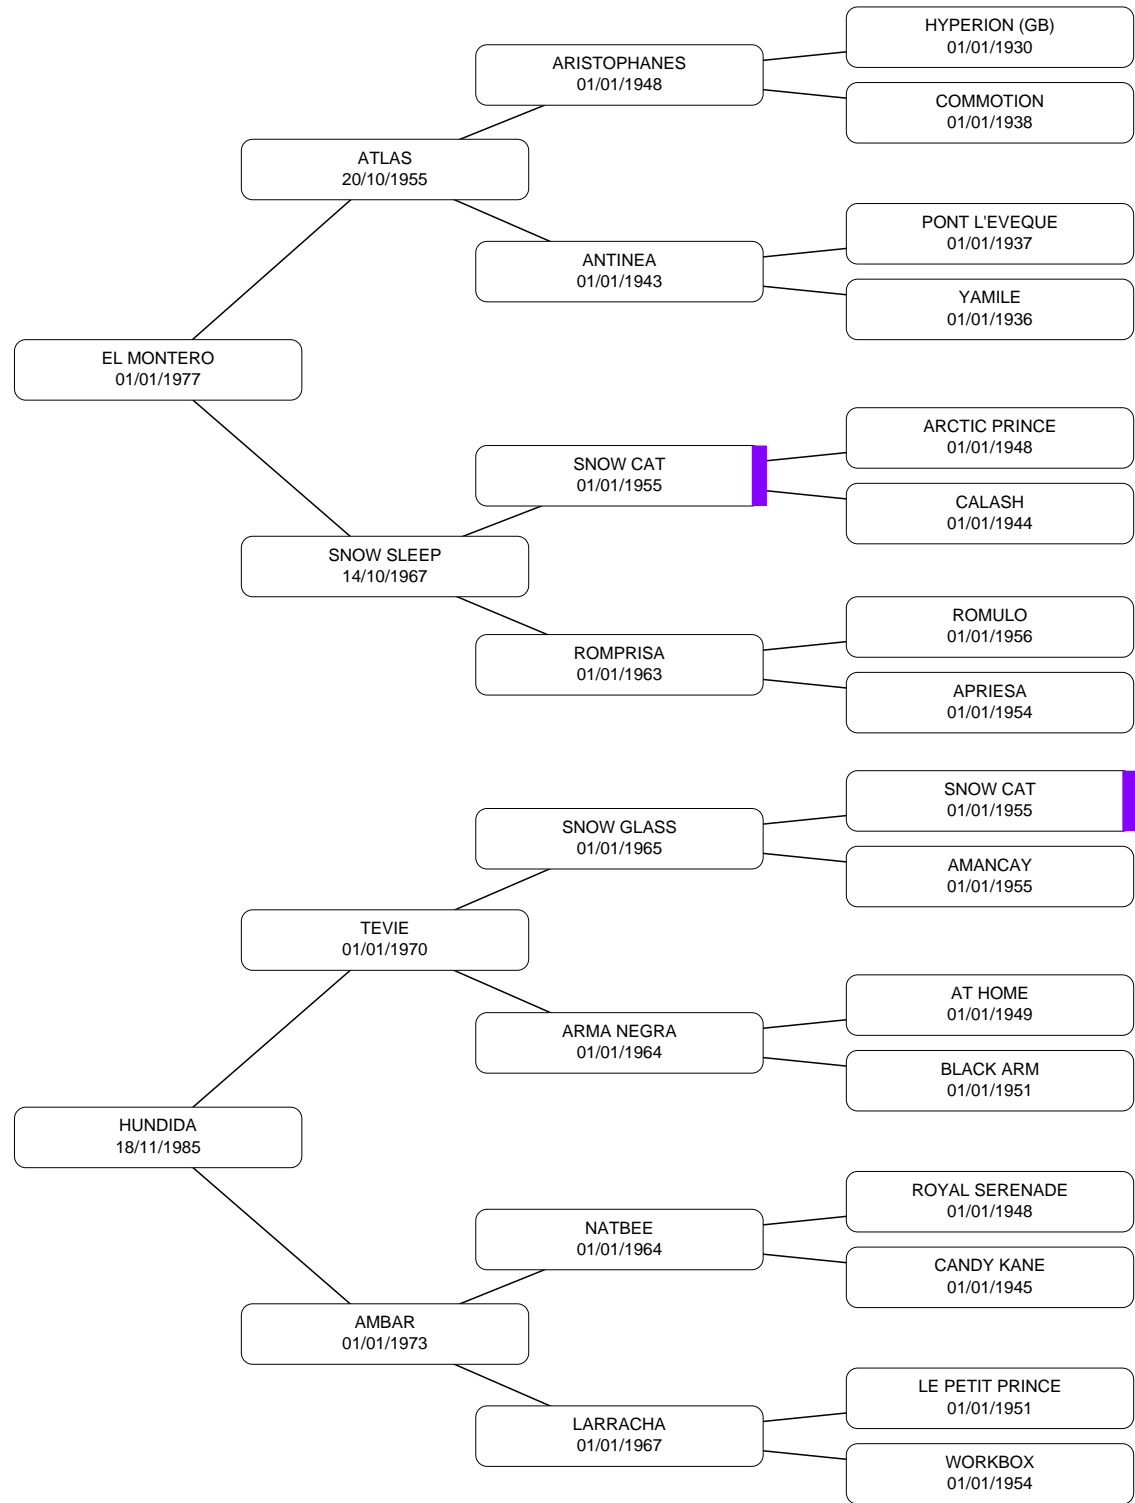 HYPERION (GB)
01/01/1930
ARISTOPHANES
01/01/1948
COMMOTION
01/01/1938
ATLAS
20/10/1955
PONT L'EVEQUE
01/01/1937
ANTINEA
01/01/1943
YAMILE
01/01/1936
EL MONTERO
01/01/1977
ARCTIC PRINCE
01/01/1948
SNOW CAT
01/01/1955
CALASH
01/01/1944
SNOW SLEEP
14/10/1967
ROMULO
01/01/1956
ROMPRISA
01/01/1963
APRIESA
01/01/1954
SNOW CAT
01/01/1955
SNOW GLASS
01/01/1965
AMANCAY
01/01/1955
TEVIE
01/01/1970
AT HOME
01/01/1949
ARMA NEGRA
01/01/1964
BLACK ARM
01/01/1951
HUNDIDA
18/11/1985
ROYAL SERENADE
01/01/1948
NATBEE
01/01/1964
CANDY KANE
01/01/1945
AMBAR
01/01/1973
LE PETIT PRINCE
01/01/1951
LARRACHA
01/01/1967
WORKBOX
01/01/1954